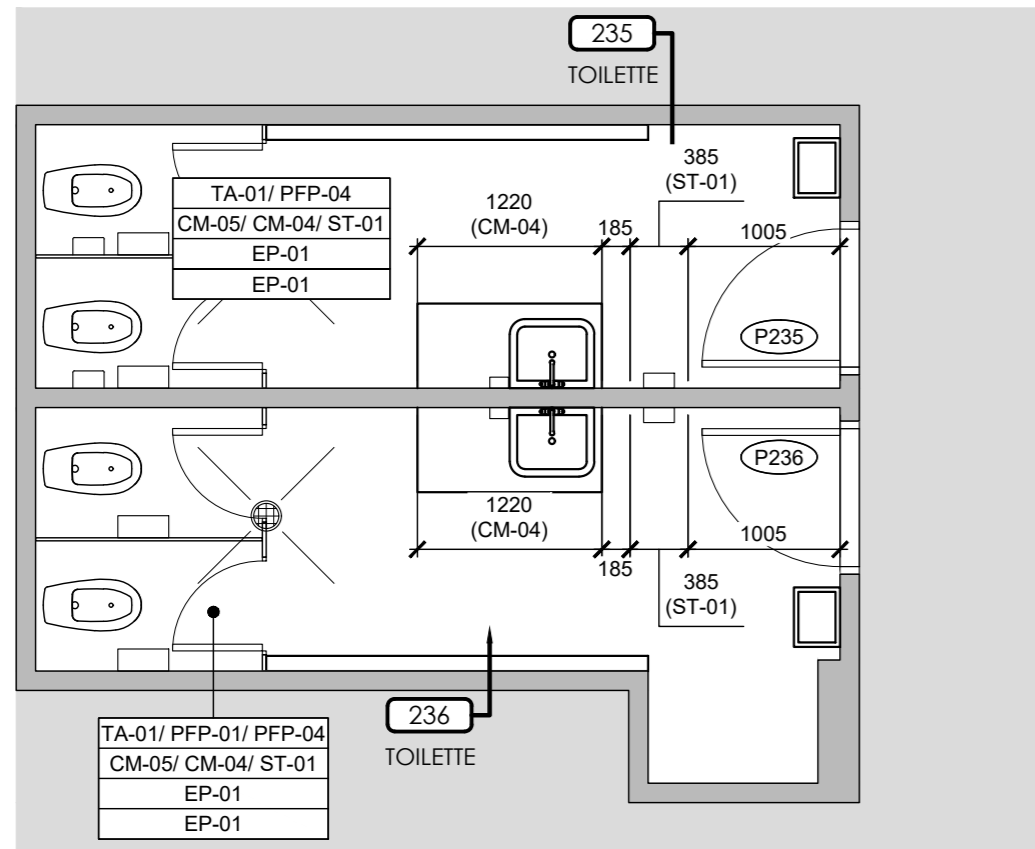 235
TOILETTE
385
(ST-01)
TA-01/ PFP-04
CM-05/ CM-04/ ST-01
EP-01
EP-01
1220
(CM-04)
185
1005
P235
P236
1220
(CM-04)
185
1005
385
(ST-01)
236
TOILETTE
TA-01/ PFP-01/ PFP-04
CM-05/ CM-04/ ST-01
EP-01
EP-01